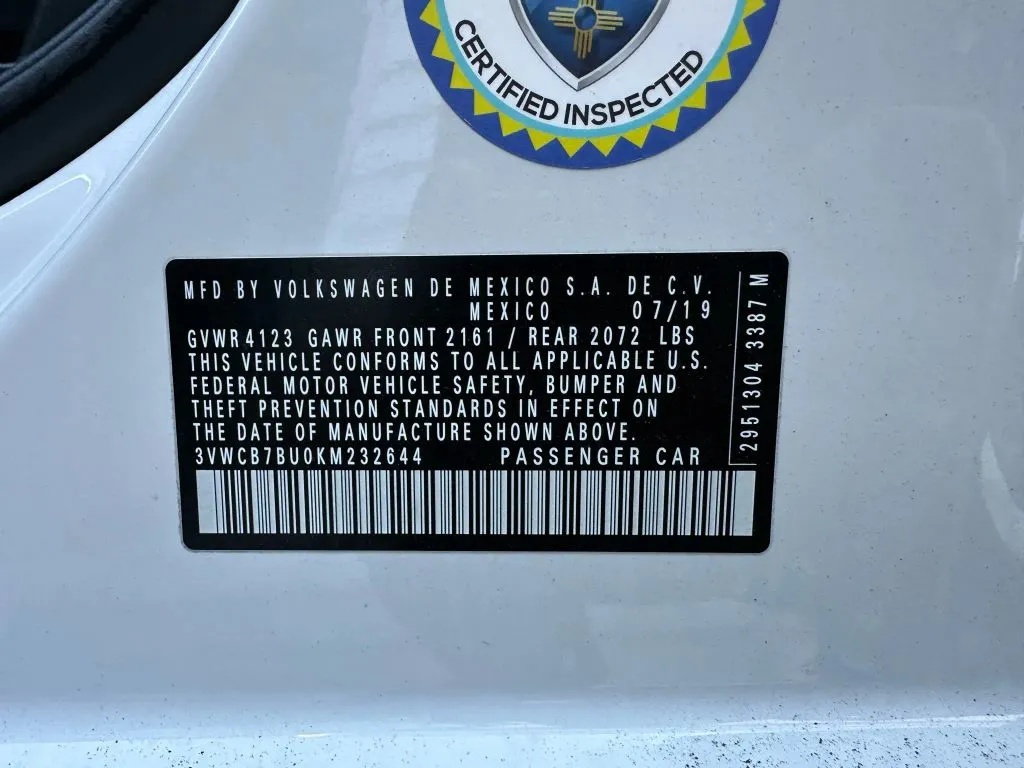 CERTIFIED INSPECTED
MFD BY VOLKSWAGEN DE MEXICO S.A. DE C.V.
MEXICO 07/19
GVWR 4123 GAWR FRONT 2161 / REAR 2072 LBS
THIS VEHICLE CONFORMS TO ALL APPLICABLE U.S.
FEDERAL MOTOR VEHICLE SAFETY, BUMPER AND
THEFT PREVENTION STANDARDS IN EFFECT ON
THE DATE OF MANUFACTURE SHOWN ABOVE.
3VWCB7BU0KM232644 PASSENGER CAR
2951304 3387 M